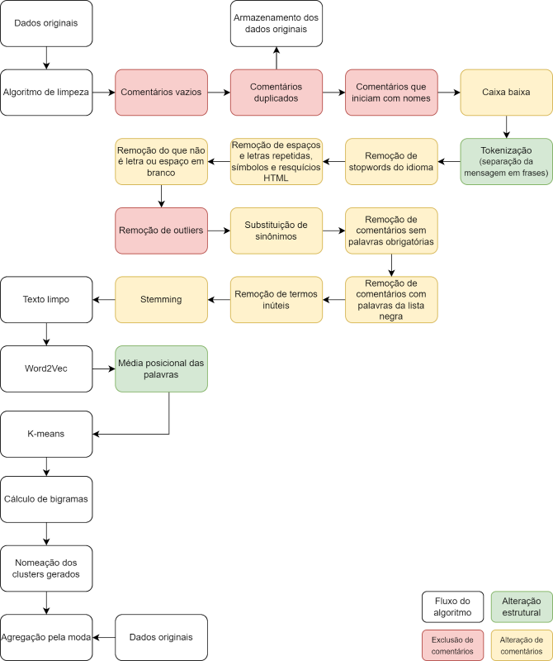 Dados originais
Armazenamento dos
dados originais
Algoritmo de limpeza
Comentários vazios
Comentários
duplicados
Comentários que
iniciam com nomes
Caixa baixa
Remoção do que não
é letra ou espaço em
branco
Remoção de espaços
e letras repetidas,
símbolos e resquícios
HTML
Remoção de
stopwords do idioma
Tokenização
(separação da
mensagem em frases)
Remoção de outliers
Substituição de
sinônimos
Remoção de
comentários sem
palavras obrigatórias
Texto limpo
Stemming
Remoção de termos
inúteis
Remoção de
comentários com
palavras da lista
negra
Word2Vec
Média posicional das
palavras
K-means
Cálculo de bigramas
Nomeação dos
clusters gerados
Agregação pela moda
Dados originais
Fluxo do
algoritmo
Alteração
estrutural
Exclusão de
comentários
Alteração de
comentários